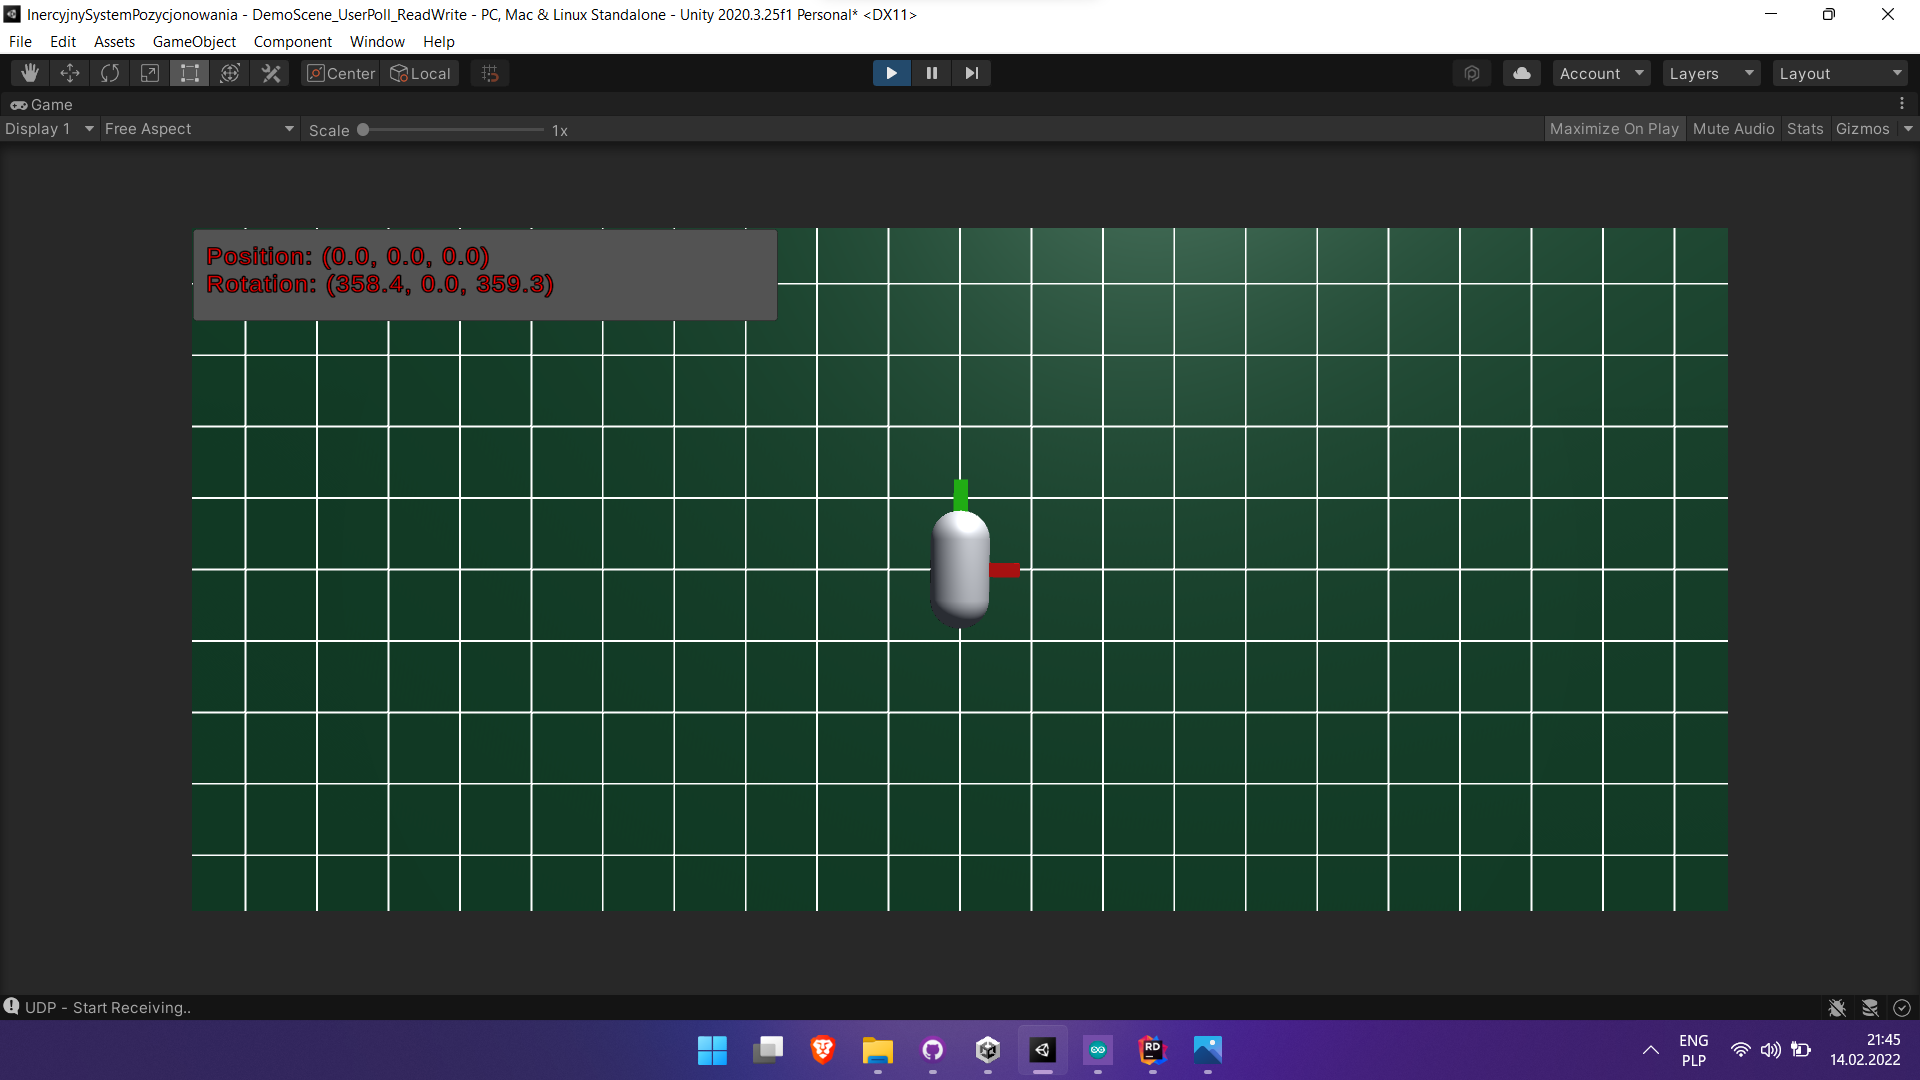 InercyjnySystemPozycjonowania - DemoScene_UserPoll_ReadWrite - PC, Mac & Linux Standalone - Unity 2020.3.25f1 Personal* <DX11>
File Edit Assets GameObject Component Window Help
Center Local Account Layers Layout
Game
Display 1 Free Aspect Scale 1x Maximize On Play Mute Audio Stats Gizmos
Position: (0.0, 0.0, 0.0)
Rotation: (358.4, 0.0, 359.3)
UDP - Start Receiving..
RD
ENG 21:45
PLP 14.02.2022